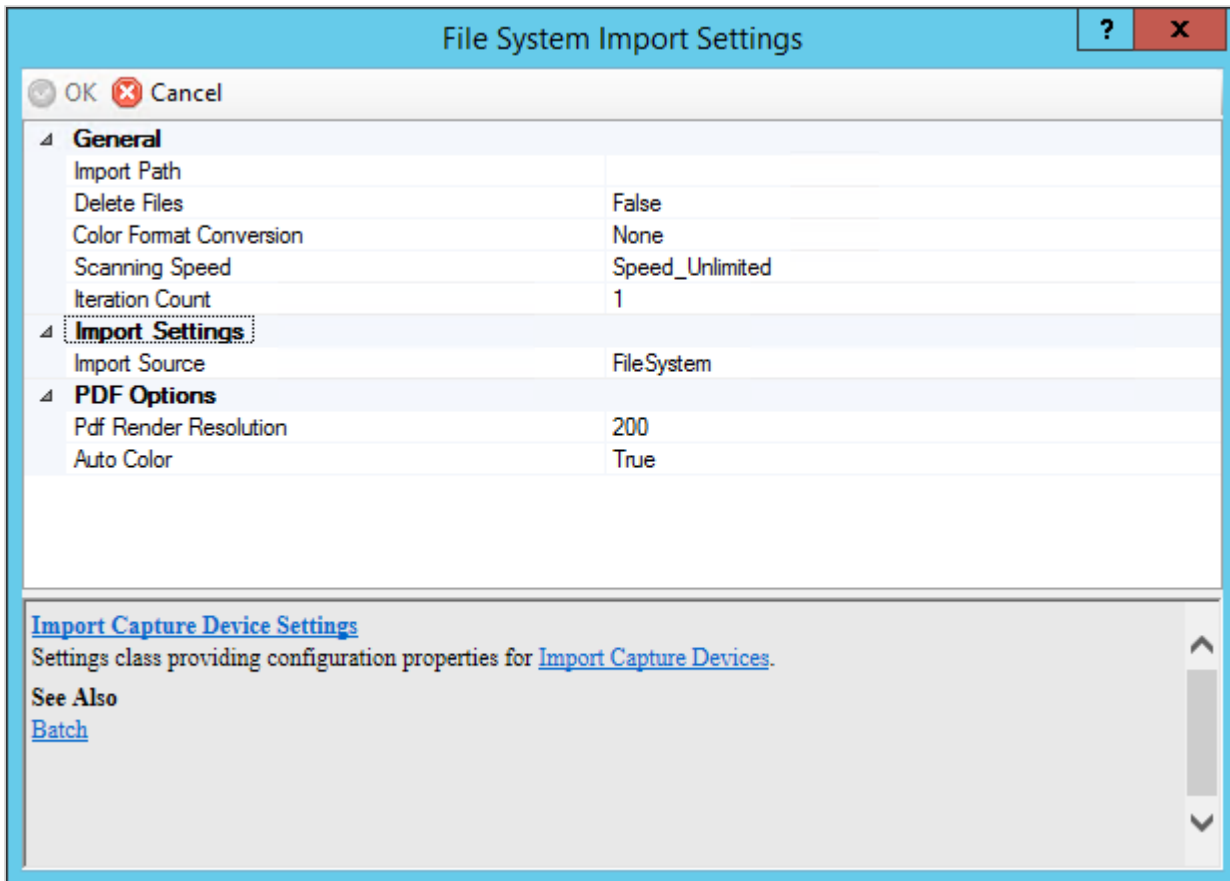 File System Import Settings
? x
OK Cancel
General
Import Path
Delete Files False
Color Format Conversion None
Scanning Speed Speed_Unlimited
Iteration Count 1
Import Settings
Import Source FileSystem
PDF Options
Pdf Render Resolution 200
Auto Color True
Import Capture Device Settings
Settings class providing configuration properties for Import Capture Devices.
See Also
Batch